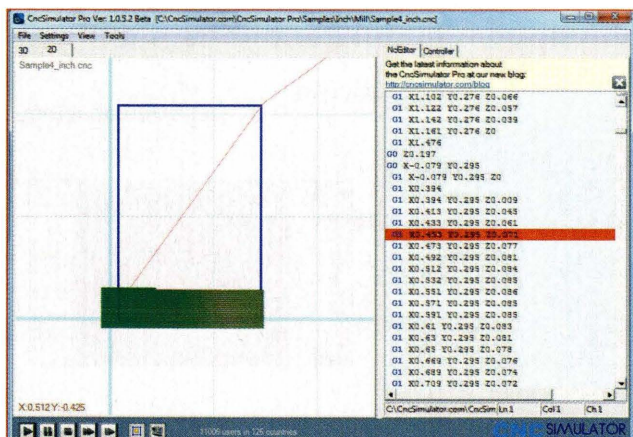 CncSimulator Pro Ver: 1.0.5.2 Beta [C:\CncSimulator.com\CncSimulator Pro\Samples\Inch\Mill\Sample4_inch.cnc]
File Settings View Tools
3D 2D
Sample4_inch.cnc
X:0.512 Y:-0.425
NcEditor Controller
Get the latest information about
the CncSimulator Pro at our new blog:
http://cncsimulator.com/blog
G1 X1.102 Y0.276 Z0.066
G1 X1.122 Y0.276 Z0.057
G1 X1.142 Y0.276 Z0.039
G1 X1.161 Y0.276 Z0
G1 X1.476
G0 Z0.197
G0 X-0.079 Y0.295
G1 X-0.079 Y0.295 Z0
G1 X0.394
G1 X0.394 Y0.295 Z0.009
G1 X0.413 Y0.295 Z0.045
G1 X0.433 Y0.295 Z0.061
G1 X0.453 Y0.295 Z0.071
G1 X0.473 Y0.295 Z0.077
G1 X0.492 Y0.295 Z0.081
G1 X0.512 Y0.295 Z0.084
G1 X0.532 Y0.295 Z0.085
G1 X0.551 Y0.295 Z0.086
G1 X0.571 Y0.295 Z0.085
G1 X0.591 Y0.295 Z0.085
G1 X0.61 Y0.295 Z0.083
G1 X0.63 Y0.295 Z0.081
G1 X0.65 Y0.295 Z0.078
G1 X0.669 Y0.295 Z0.076
G1 X0.689 Y0.295 Z0.074
G1 X0.709 Y0.295 Z0.072
C:\CncSimulator.com\CncSim Ln 1 Col 1 Ch 1
11006 users in 125 countries
CNC SIMULATOR